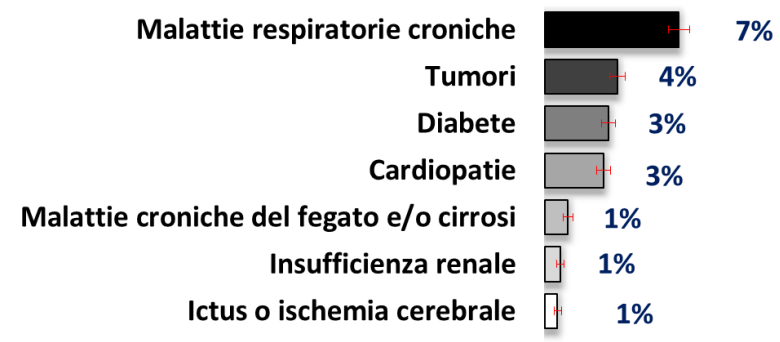 Malattie respiratorie croniche 7%
Tumori 4%
Diabete 3%
Cardiopatie 3%
Malattie croniche del fegato e/o cirrosi 1%
Insufficienza renale 1%
Ictus o ischemia cerebrale 1%